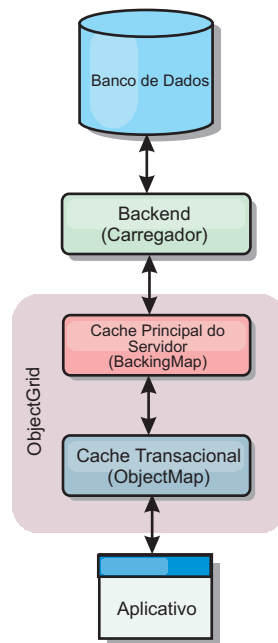 Banco de Dados
Backend
(Carregador)
Cache Principal do
Servidor
(BackingMap)
ObjectGrid
Cache Transacional
(ObjectMap)
Aplicativo